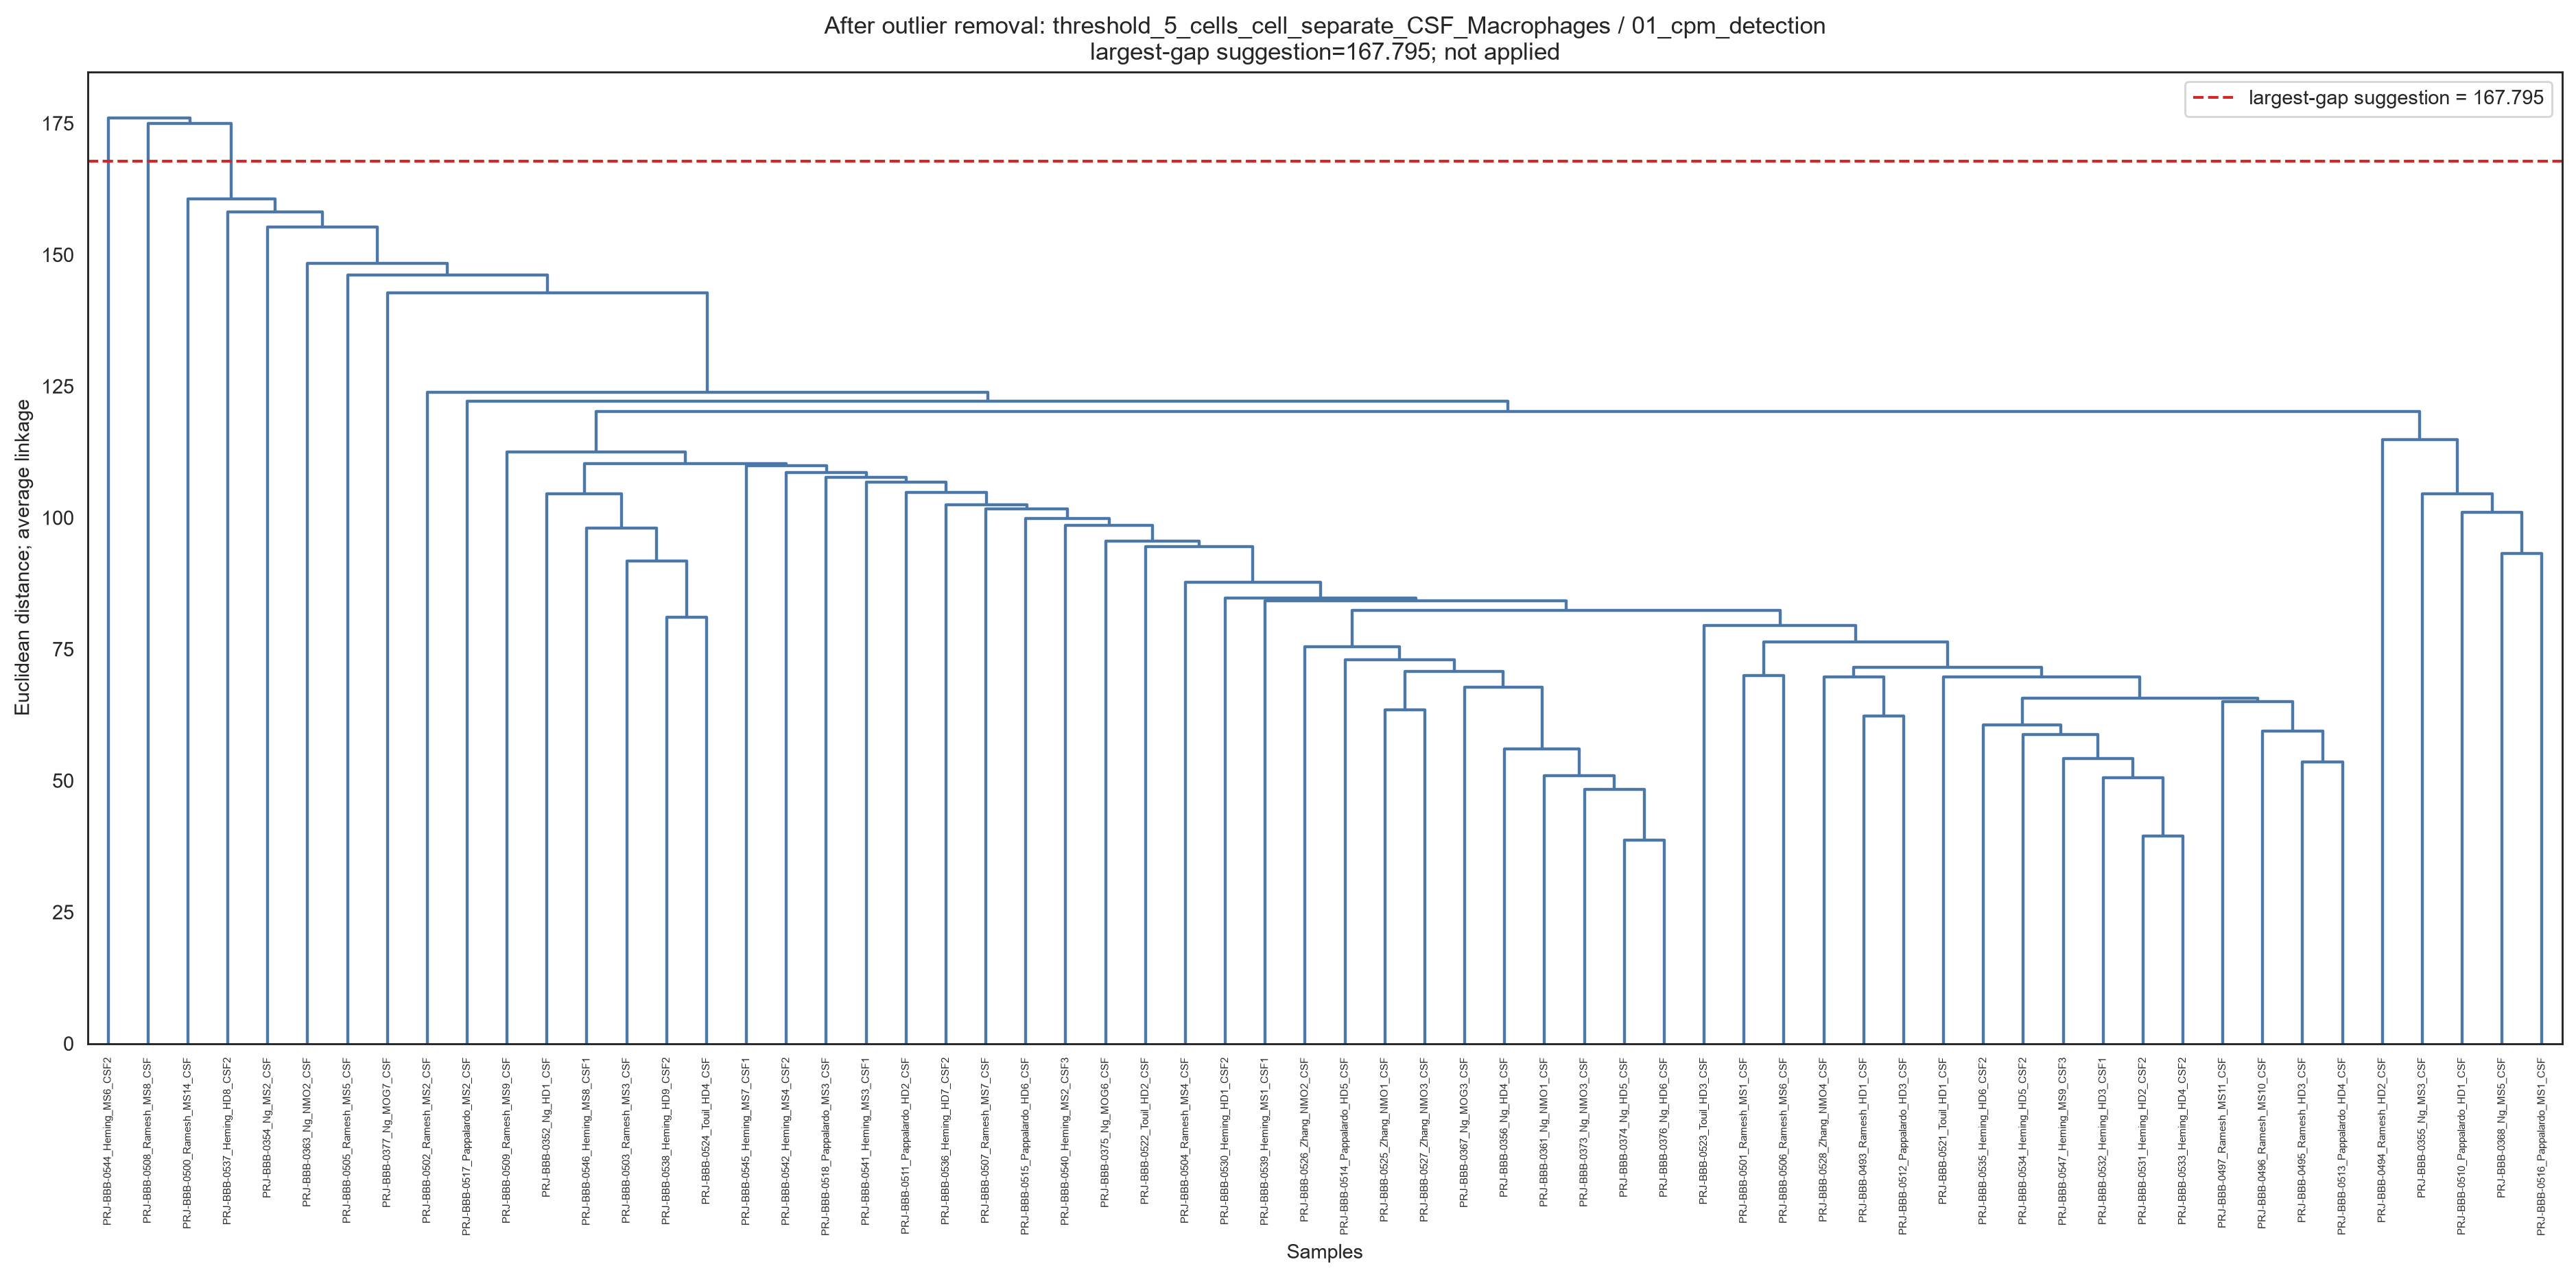 After outlier removal: threshold_5_cells_cell_separate_CSF_Macrophages / 01_cpm_detection
largest-gap suggestion=167.795; not applied
largest-gap suggestion = 167.795
Euclidean distance; average linkage
175
150
125
100
75
50
25
0
PRJ-BBB-0544_Heming_MS6_CSF2
PRJ-BBB-0508_Ramesh_MS8_CSF
PRJ-BBB-0500_Ramesh_MS14_CSF
PRJ-BBB-0537_Heming_HD8_CSF2
PRJ-BBB-0354_Ng_MS2_CSF
PRJ-BBB-0363_Ng_NMO2_CSF
PRJ-BBB-0505_Ramesh_MS5_CSF
PRJ-BBB-0377_Ng_MOG7_CSF
PRJ-BBB-0502_Ramesh_MS2_CSF
PRJ-BBB-0517_Pappalardo_MS2_CSF
PRJ-BBB-0509_Ramesh_MS9_CSF
PRJ-BBB-0352_Ng_HD1_CSF
PRJ-BBB-0546_Heming_MS8_CSF1
PRJ-BBB-0503_Ramesh_MS3_CSF
PRJ-BBB-0538_Heming_HD9_CSF2
PRJ-BBB-0524_Touil_HD4_CSF
PRJ-BBB-0545_Heming_MS7_CSF1
PRJ-BBB-0542_Heming_MS4_CSF2
PRJ-BBB-0518_Pappalardo_MS3_CSF
PRJ-BBB-0541_Heming_MS3_CSF1
PRJ-BBB-0511_Pappalardo_HD2_CSF
PRJ-BBB-0536_Heming_HD7_CSF2
PRJ-BBB-0507_Ramesh_MS7_CSF
PRJ-BBB-0515_Pappalardo_HD6_CSF
PRJ-BBB-0540_Heming_MS2_CSF3
PRJ-BBB-0375_Ng_MOG6_CSF
PRJ-BBB-0522_Touil_HD2_CSF
PRJ-BBB-0504_Ramesh_MS4_CSF
PRJ-BBB-0530_Heming_HD1_CSF2
PRJ-BBB-0539_Heming_MS1_CSF1
PRJ-BBB-0526_Zhang_NMO2_CSF
PRJ-BBB-0514_Pappalardo_HD5_CSF
PRJ-BBB-0525_Zhang_NMO1_CSF
PRJ-BBB-0527_Zhang_NMO3_CSF
PRJ-BBB-0367_Ng_MOG3_CSF
PRJ-BBB-0356_Ng_HD4_CSF
PRJ-BBB-0361_Ng_NMO1_CSF
PRJ-BBB-0373_Ng_NMO3_CSF
PRJ-BBB-0374_Ng_HD5_CSF
PRJ-BBB-0376_Ng_HD6_CSF
PRJ-BBB-0523_Touil_HD3_CSF
PRJ-BBB-0501_Ramesh_MS1_CSF
PRJ-BBB-0506_Ramesh_MS6_CSF
PRJ-BBB-0528_Zhang_NMO4_CSF
PRJ-BBB-0493_Ramesh_HD1_CSF
PRJ-BBB-0512_Pappalardo_HD3_CSF
PRJ-BBB-0521_Touil_HD1_CSF
PRJ-BBB-0535_Heming_HD6_CSF2
PRJ-BBB-0534_Heming_HD5_CSF2
PRJ-BBB-0547_Heming_MS9_CSF3
PRJ-BBB-0532_Heming_HD3_CSF1
PRJ-BBB-0531_Heming_HD2_CSF2
PRJ-BBB-0533_Heming_HD4_CSF2
PRJ-BBB-0497_Ramesh_MS11_CSF
PRJ-BBB-0496_Ramesh_MS10_CSF
PRJ-BBB-0495_Ramesh_HD3_CSF
PRJ-BBB-0513_Pappalardo_HD4_CSF
PRJ-BBB-0494_Ramesh_HD2_CSF
PRJ-BBB-0355_Ng_MS3_CSF
PRJ-BBB-0510_Pappalardo_HD1_CSF
PRJ-BBB-0368_Ng_MS5_CSF
PRJ-BBB-0516_Pappalardo_MS1_CSF
Samples